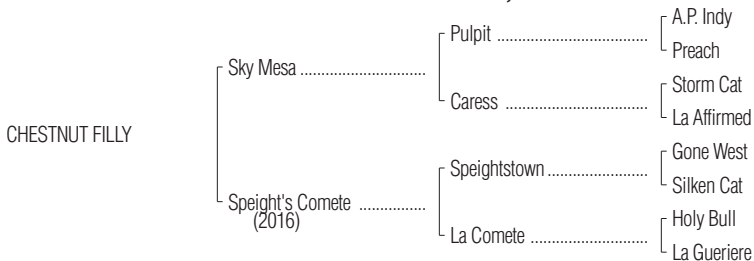 A.P. Indy
Pulpit
Preach
Sky Mesa
Storm Cat
Caress
La Affirmed
CHESTNUT FILLY
Gone West
Speightstown
Silken Cat
Speight's Comete
(2016)
Holy Bull
La Comete
La Gueriere